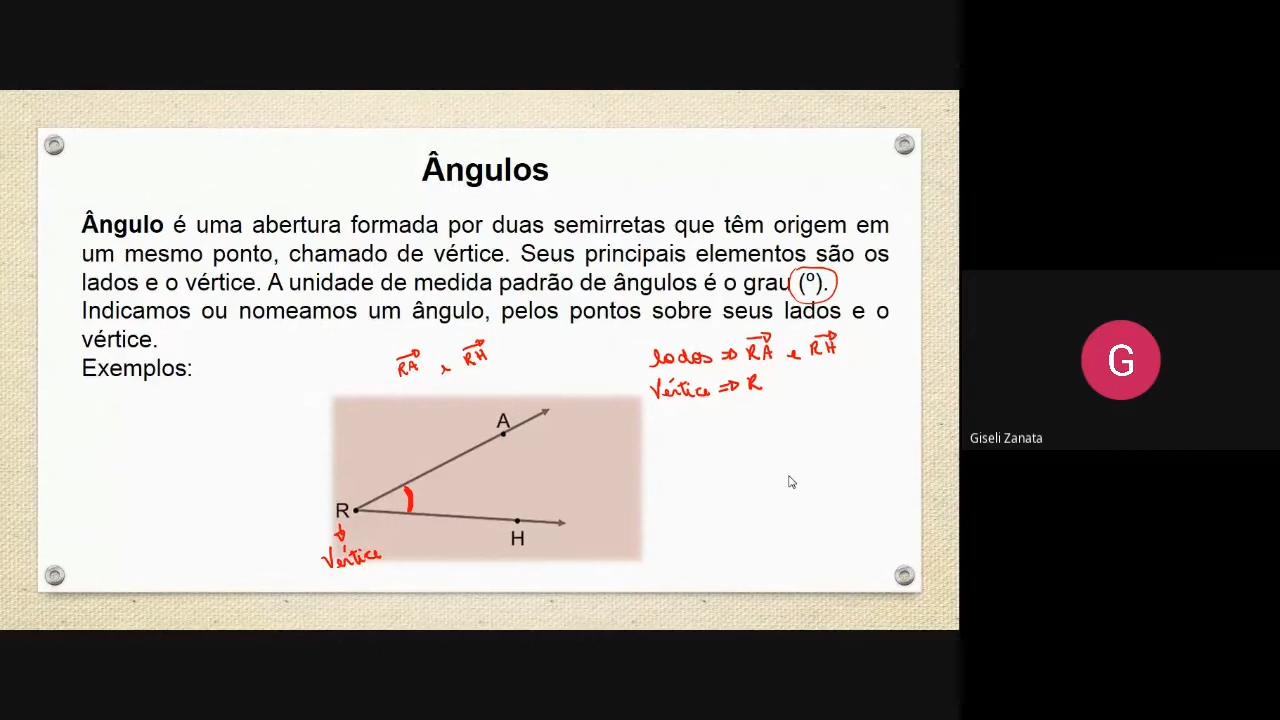 Ângulos
Ângulo é uma abertura formada por duas semirretas que têm origem em
um mesmo ponto, chamado de vértice. Seus principais elementos são os
lados e o vértice. A unidade de medida padrão de ângulos é o grau (º).
Indicamos ou nomeamos um ângulo, pelos pontos sobre seus lados e o
vértice.
Exemplos:
RA e RH
lados ⇒ RA e RH
Vértice ⇒ R
A
R
H
Vértice
G
Giseli Zanata